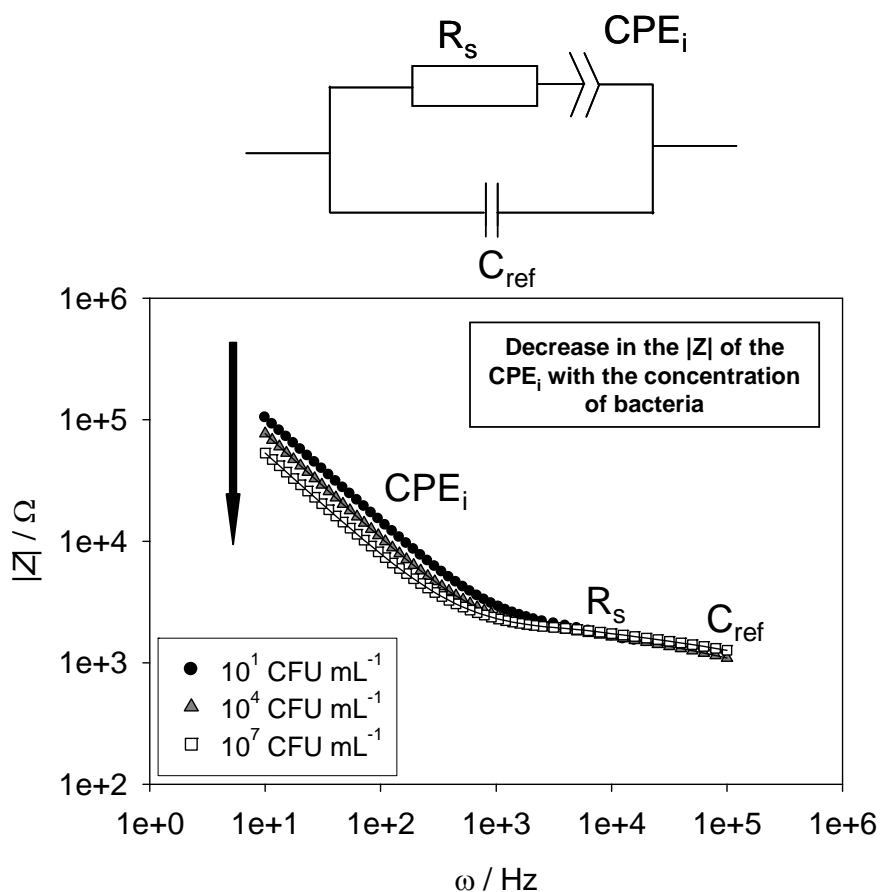 R_s
CPE_i
C_ref
1e+6
1e+5
1e+4
1e+3
1e+2
|Z| / Ω
Decrease in the |Z| of the
CPE_i with the concentration
of bacteria
CPE_i
R_s
C_ref
10^1 CFU mL^-1
10^4 CFU mL^-1
10^7 CFU mL^-1
1e+0
1e+1
1e+2
1e+3
1e+4
1e+5
1e+6
ω / Hz